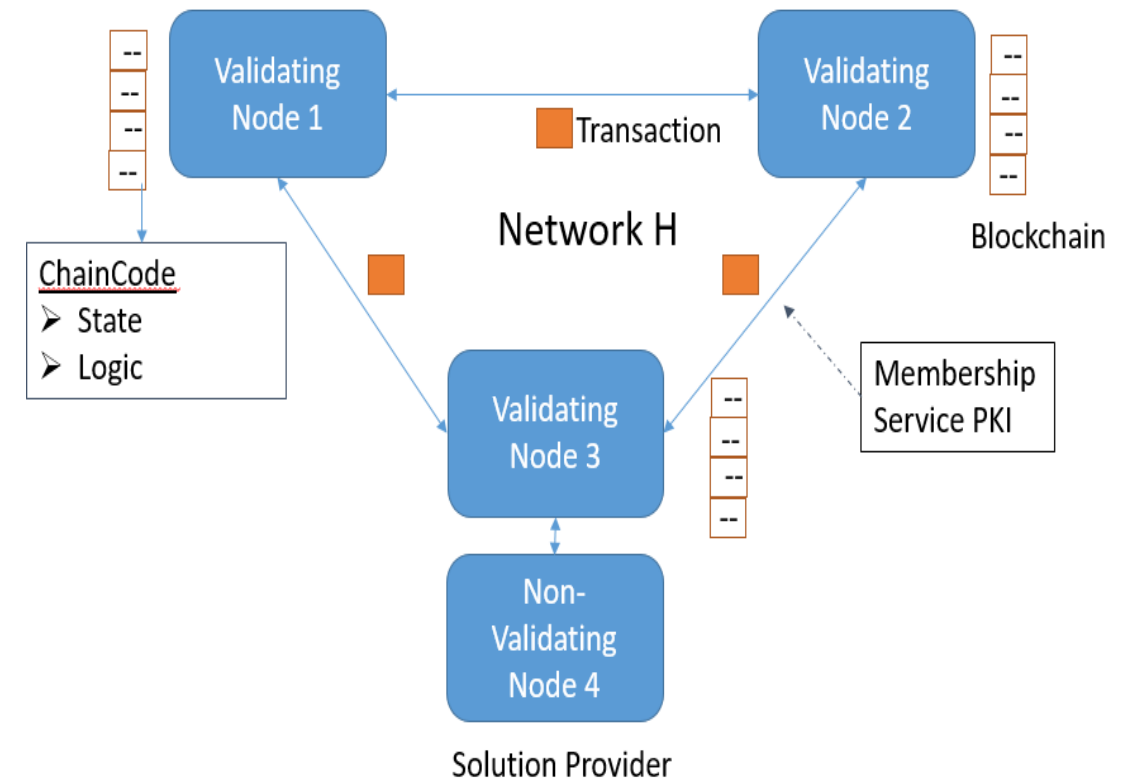 Validating
Node 1
Validating
Node 2
--
--
--
--
--
--
--
--
Transaction
Network H
Blockchain
ChainCode
➢ State
➢ Logic
Membership
Service PKI
Validating
Node 3
--
--
--
--
Non-
Validating
Node 4
Solution Provider